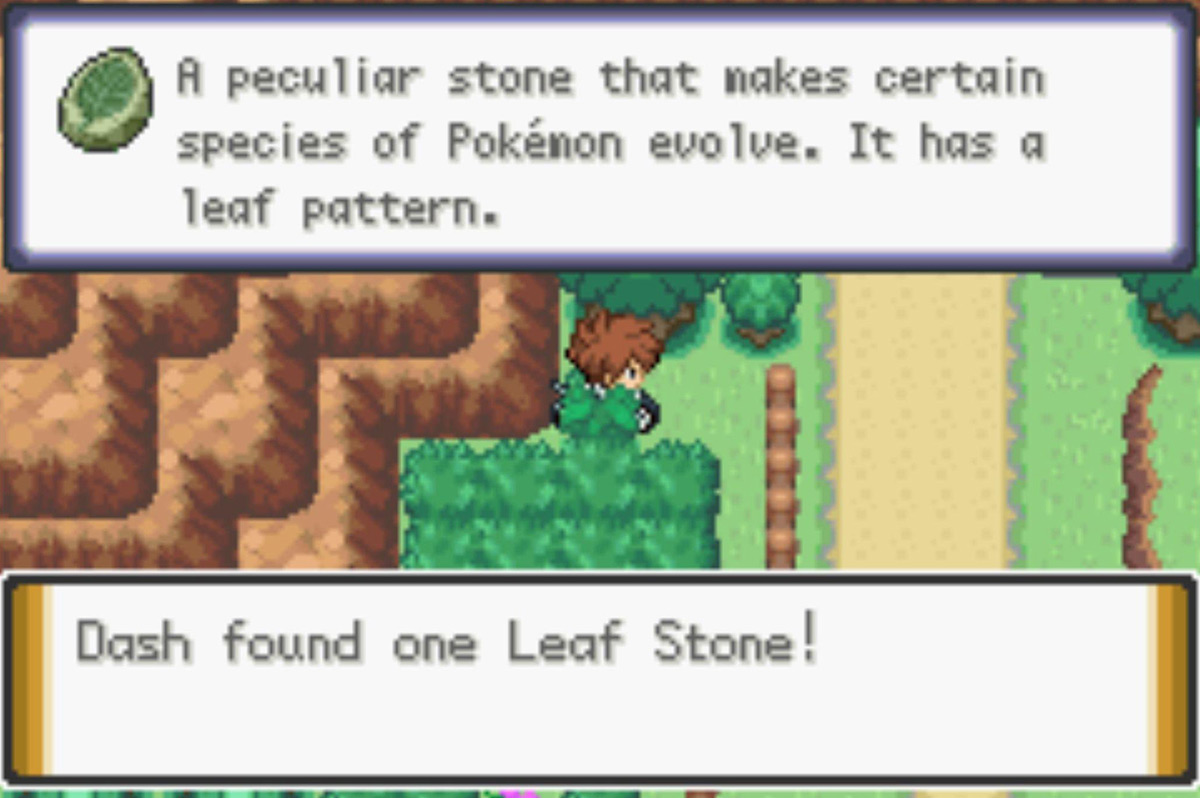 A peculiar stone that makes certain
species of Pokémon evolve. It has a
leaf pattern.
Dash found one Leaf Stone!